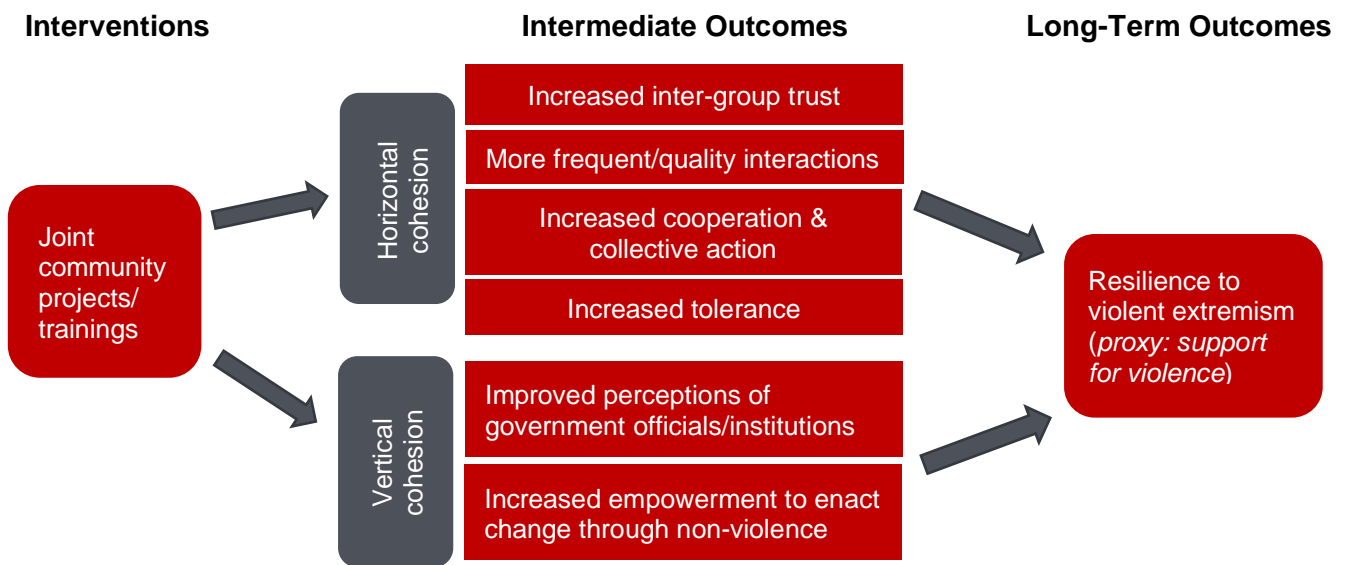 Interventions
Intermediate Outcomes
Long-Term Outcomes
Joint
community
projects/
trainings
Horizontal
cohesion
Increased inter-group trust
More frequent/quality interactions
Increased cooperation &
collective action
Increased tolerance
Vertical
cohesion
Improved perceptions of
government officials/institutions
Increased empowerment to enact
change through non-violence
Resilience to
violent extremism
(proxy: support
for violence)